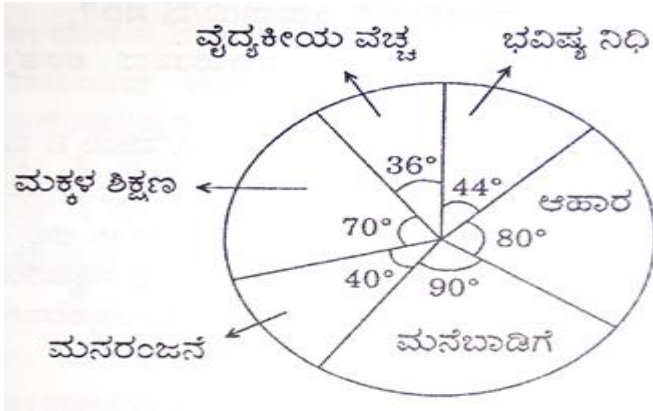 ವೈದ್ಯಕೀಯ ವೆಚ್ಚ
ಭವಿಷ್ಯ ನಿಧಿ
36°
44°
ಮಕ್ಕಳ ಶಿಕ್ಷಣ
ಆಹಾರ
70°
80°
40°
90°
ಮನರಂಜನೆ
ಮನೆಬಾಡಿಗೆ